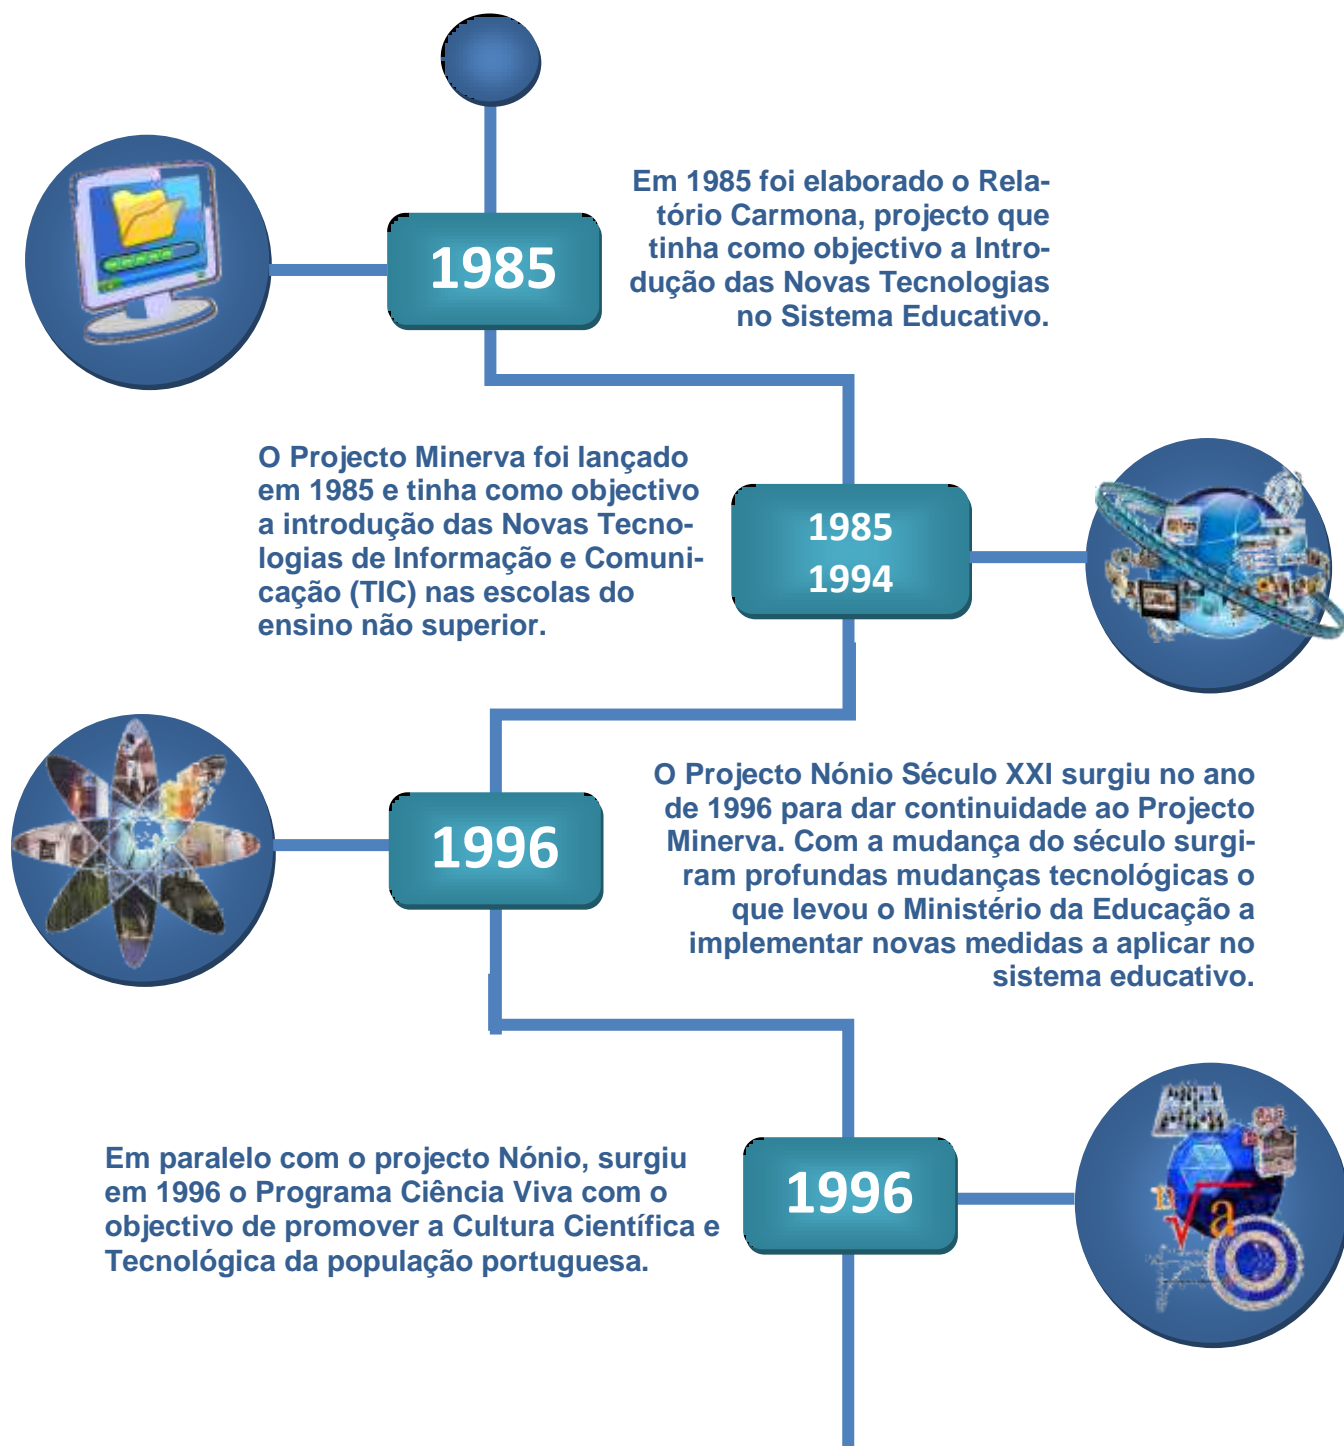 1985
Em 1985 foi elaborado o Rela-
tório Carmona, projecto que
tinha como objectivo a Intro-
dução das Novas Tecnologias
no Sistema Educativo.
O Projecto Minerva foi lançado
em 1985 e tinha como objectivo
a introdução das Novas Tecno-
logias de Informação e Comuni-
cação (TIC) nas escolas do
ensino não superior.
1985
1994
1996
O Projecto Nónio Século XXI surgiu no ano
de 1996 para dar continuidade ao Projecto
Minerva. Com a mudança do século surgi-
ram profundas mudanças tecnológicas o
que levou o Ministério da Educação a
implementar novas medidas a aplicar no
sistema educativo.
Em paralelo com o projecto Nónio, surgiu
em 1996 o Programa Ciência Viva com o
objectivo de promover a Cultura Científica e
Tecnológica da população portuguesa.
1996
n√a